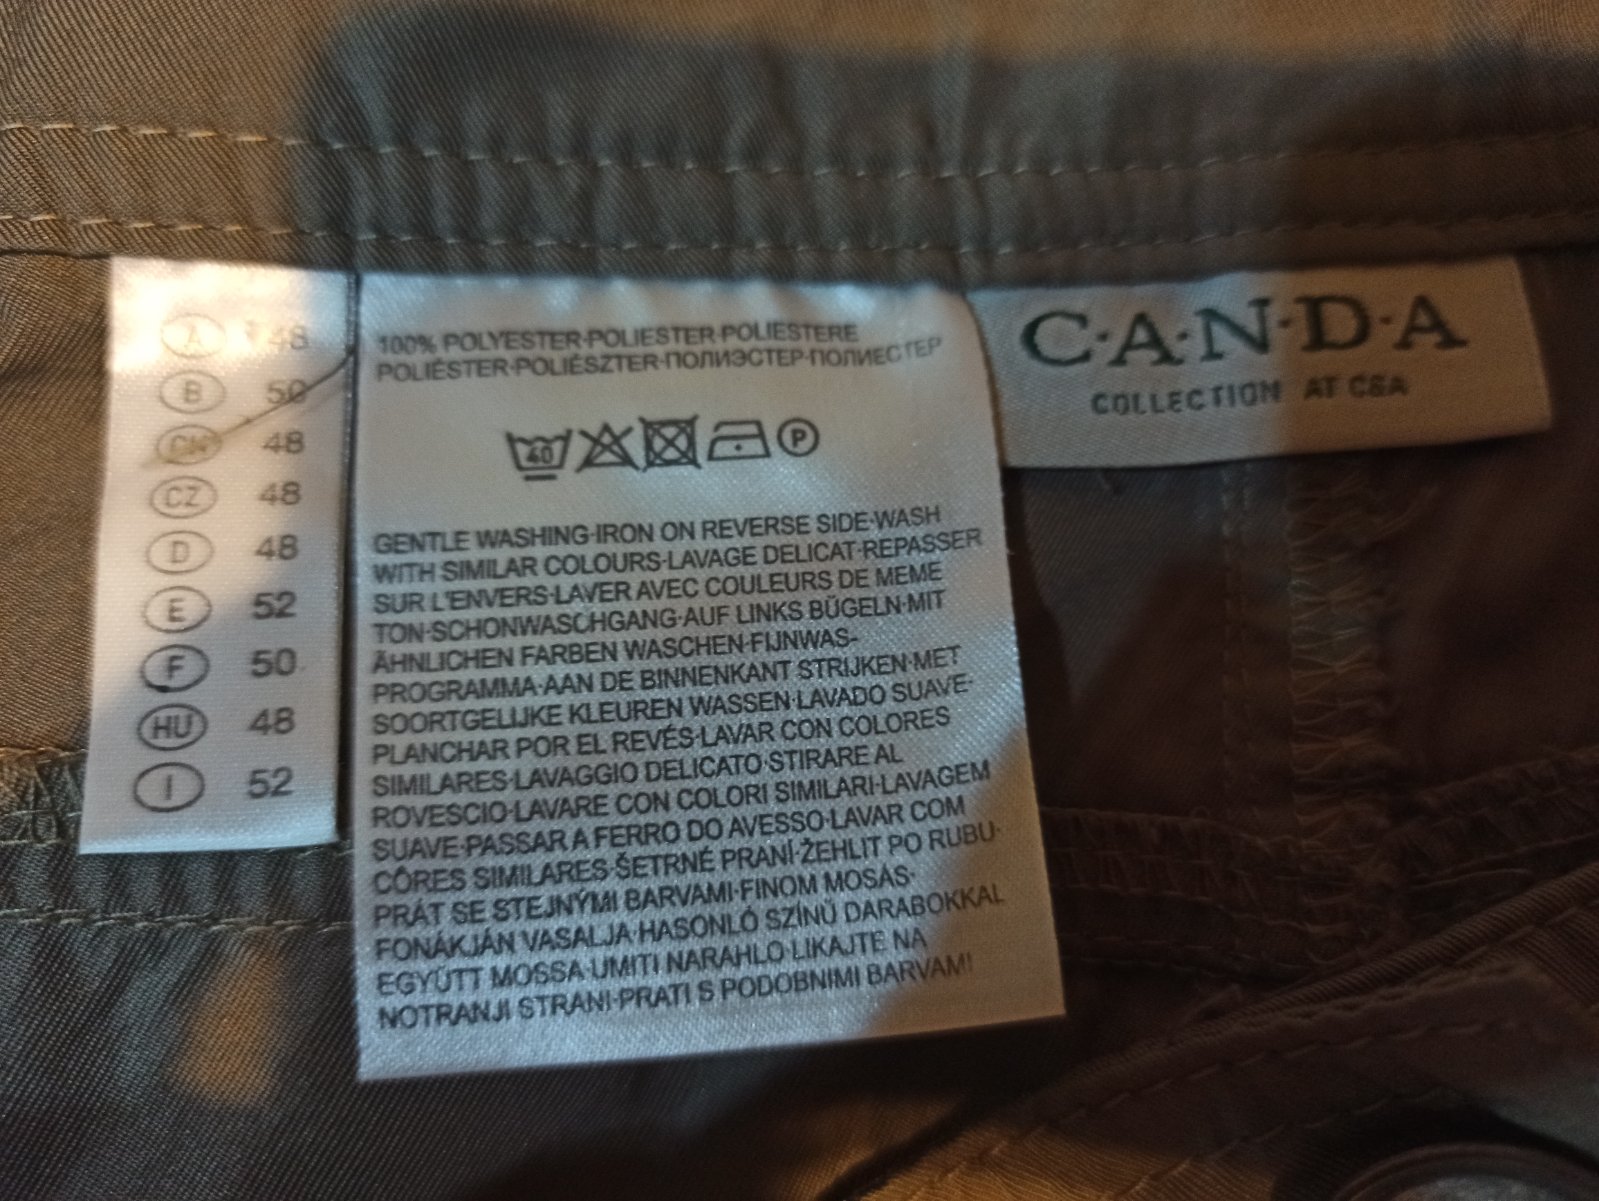 A 48
B 50
CH 48
CZ 48
D 48
E 52
F 50
HU 48
I 52
100% POLYESTER·POLIESTER·POLIESTERE
POLIÉSTER·POLIÉSZTER·ПОЛИЭСТЕР·ПОЛИЕСТЕР
40
P
GENTLE WASHING·IRON ON REVERSE SIDE·WASH
WITH SIMILAR COLOURS·LAVAGE DELICAT·REPASSER
SUR L'ENVERS·LAVER AVEC COULEURS DE MEME
TON·SCHONWASCHGANG·AUF LINKS BÜGELN·MIT
ÄHNLICHEN FARBEN WASCHEN·FIJNWAS-
PROGRAMMA·AAN DE BINNENKANT STRIJKEN·MET
SOORTGELIJKE KLEUREN WASSEN·LAVADO SUAVE·
PLANCHAR POR EL REVÉS·LAVAR CON COLORES
SIMILARES·LAVAGGIO DELICATO·STIRARE AL
ROVESCIO·LAVARE CON COLORI SIMILARI·LAVAGEM
SUAVE·PASSAR A FERRO DO AVESSO·LAVAR COM
CÔRES SIMILARES·ŠETRNÉ PRANÍ·ŽEHLIT PO RUBU·
PRÁT SE STEJNÝMI BARVAMI·FINOM MOSÁS·
FONÁKJÁN VASALJA·HASONLÓ SZÍNŰ DARABOKKAL
EGYÜTT MOSSA·UMITI NARAHLO·LIKAJTE NA
NOTRANJI STRANI·PRATI S PODOBNIMI BARVAMI
C·A·N·D·A
COLLECTION AT C&A